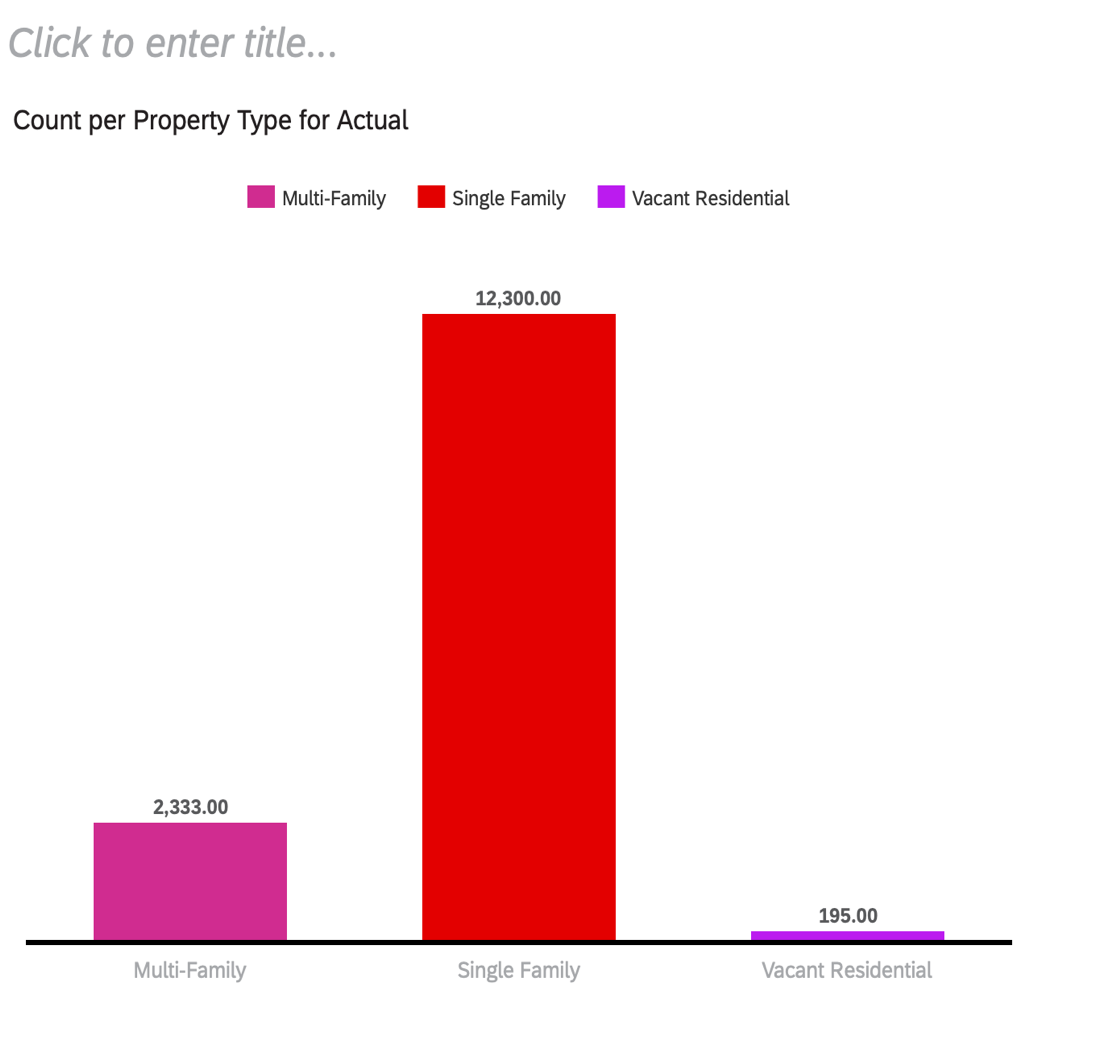 Click to enter title...
Count per Property Type for Actual
Multi-Family Single Family Vacant Residential
12,300.00
2,333.00
195.00
Multi-Family Single Family Vacant Residential